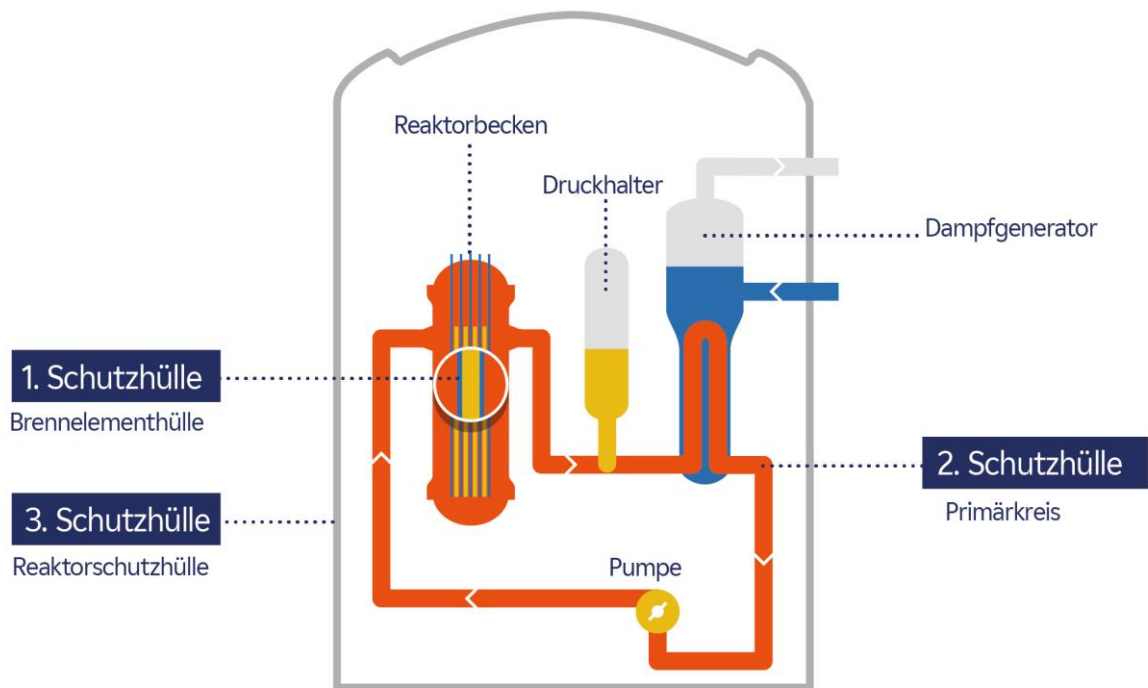 Reaktorbecken
Druckhalter
Dampfgenerator
1. Schutzhülle
Brennelementhülle
2. Schutzhülle
Primärkreis
3. Schutzhülle
Reaktorschutzhülle
Pumpe